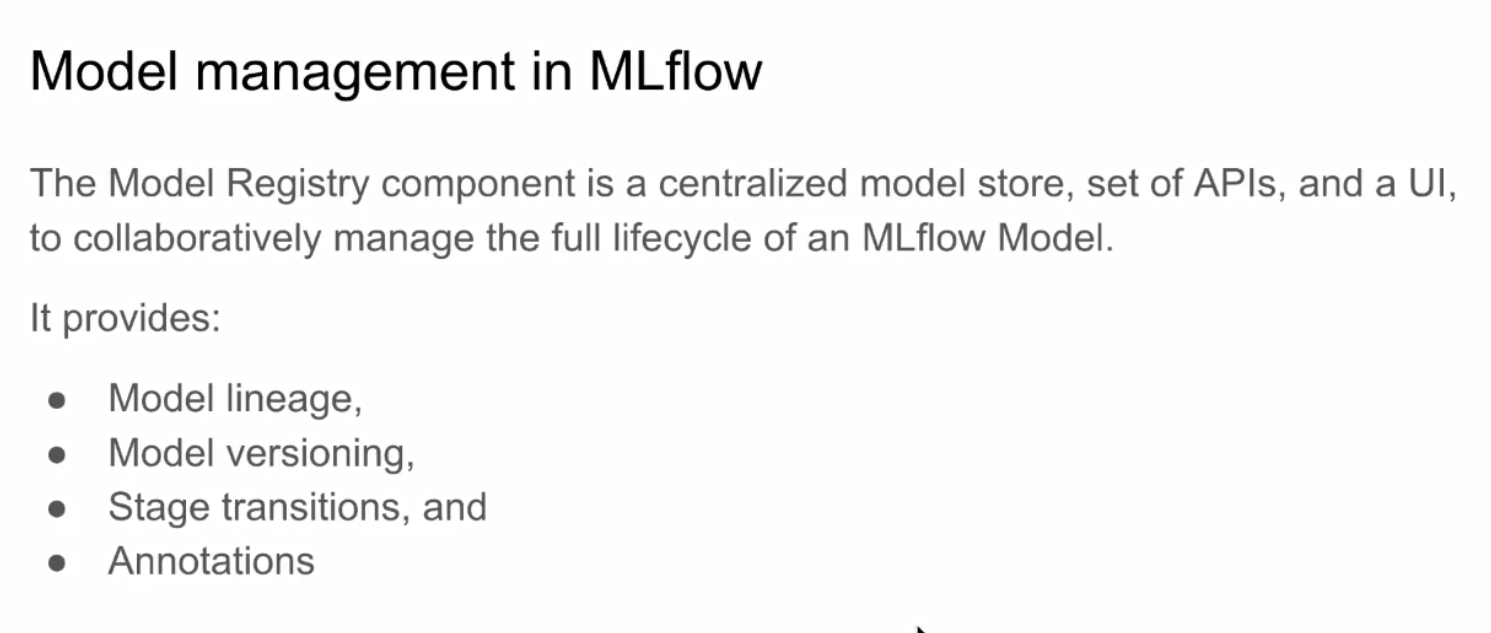 Model management in MLflow
The Model Registry component is a centralized model store, set of APIs, and a UI,
to collaboratively manage the full lifecycle of an MLflow Model.
It provides:
● Model lineage,
● Model versioning,
● Stage transitions, and
● Annotations